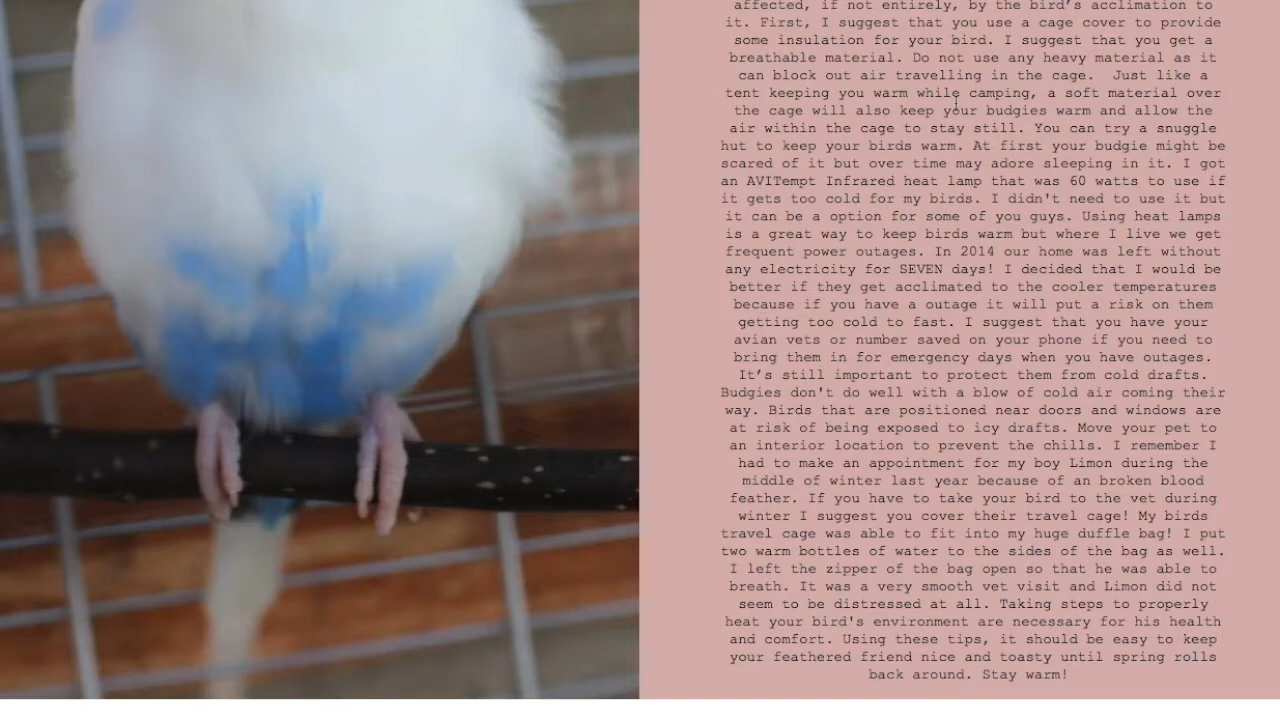 affected, if not entirely, by the bird’s acclimation to
it. First, I suggest that you use a cage cover to provide
some insulation for your bird. I suggest that you get a
breathable material. Do not use any heavy material as it
can block out air travelling in the cage.  Just like a
tent keeping you warm while camping, a soft material over
the cage will also keep your budgies warm and allow the
air within the cage to stay still. You can try a snuggle
hut to keep your birds warm. At first your budgie might be
scared of it but over time may adore sleeping in it. I got
an AVITempt Infrared heat lamp that was 60 watts to use if
it gets too cold for my birds. I didn't need to use it but
it can be a option for some of you guys. Using heat lamps
is a great way to keep birds warm but where I live we get
frequent power outages. In 2014 our home was left without
any electricity for SEVEN days! I decided that I would be
better if they get acclimated to the cooler temperatures
because if you have a outage it will put a risk on them
getting too cold to fast. I suggest that you have your
avian vets or number saved on your phone if you need to
bring them in for emergency days when you have outages.
It’s still important to protect them from cold drafts.
Budgies don't do well with a blow of cold air coming their
way. Birds that are positioned near doors and windows are
at risk of being exposed to icy drafts. Move your pet to
an interior location to prevent the chills. I remember I
had to make an appointment for my boy Limon during the
middle of winter last year because of an broken blood
feather. If you have to take your bird to the vet during
winter I suggest you cover their travel cage! My birds
travel cage was able to fit into my huge duffle bag! I put
two warm bottles of water to the sides of the bag as well.
I left the zipper of the bag open so that he was able to
breath. It was a very smooth vet visit and Limon did not
seem to be distressed at all. Taking steps to properly
heat your bird's environment are necessary for his health
and comfort. Using these tips, it should be easy to keep
your feathered friend nice and toasty until spring rolls
back around. Stay warm!